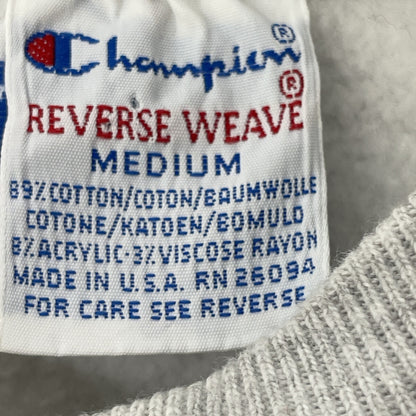 Champion®
REVERSE WEAVE®
MEDIUM
89% COTTON/COTON/BAUMWOLLE
COTONE/KATOEN/BOMULD
8% ACRYLIC-3% VISCOSE RAYON
MADE IN U.S.A. RN 26094
FOR CARE SEE REVERSE